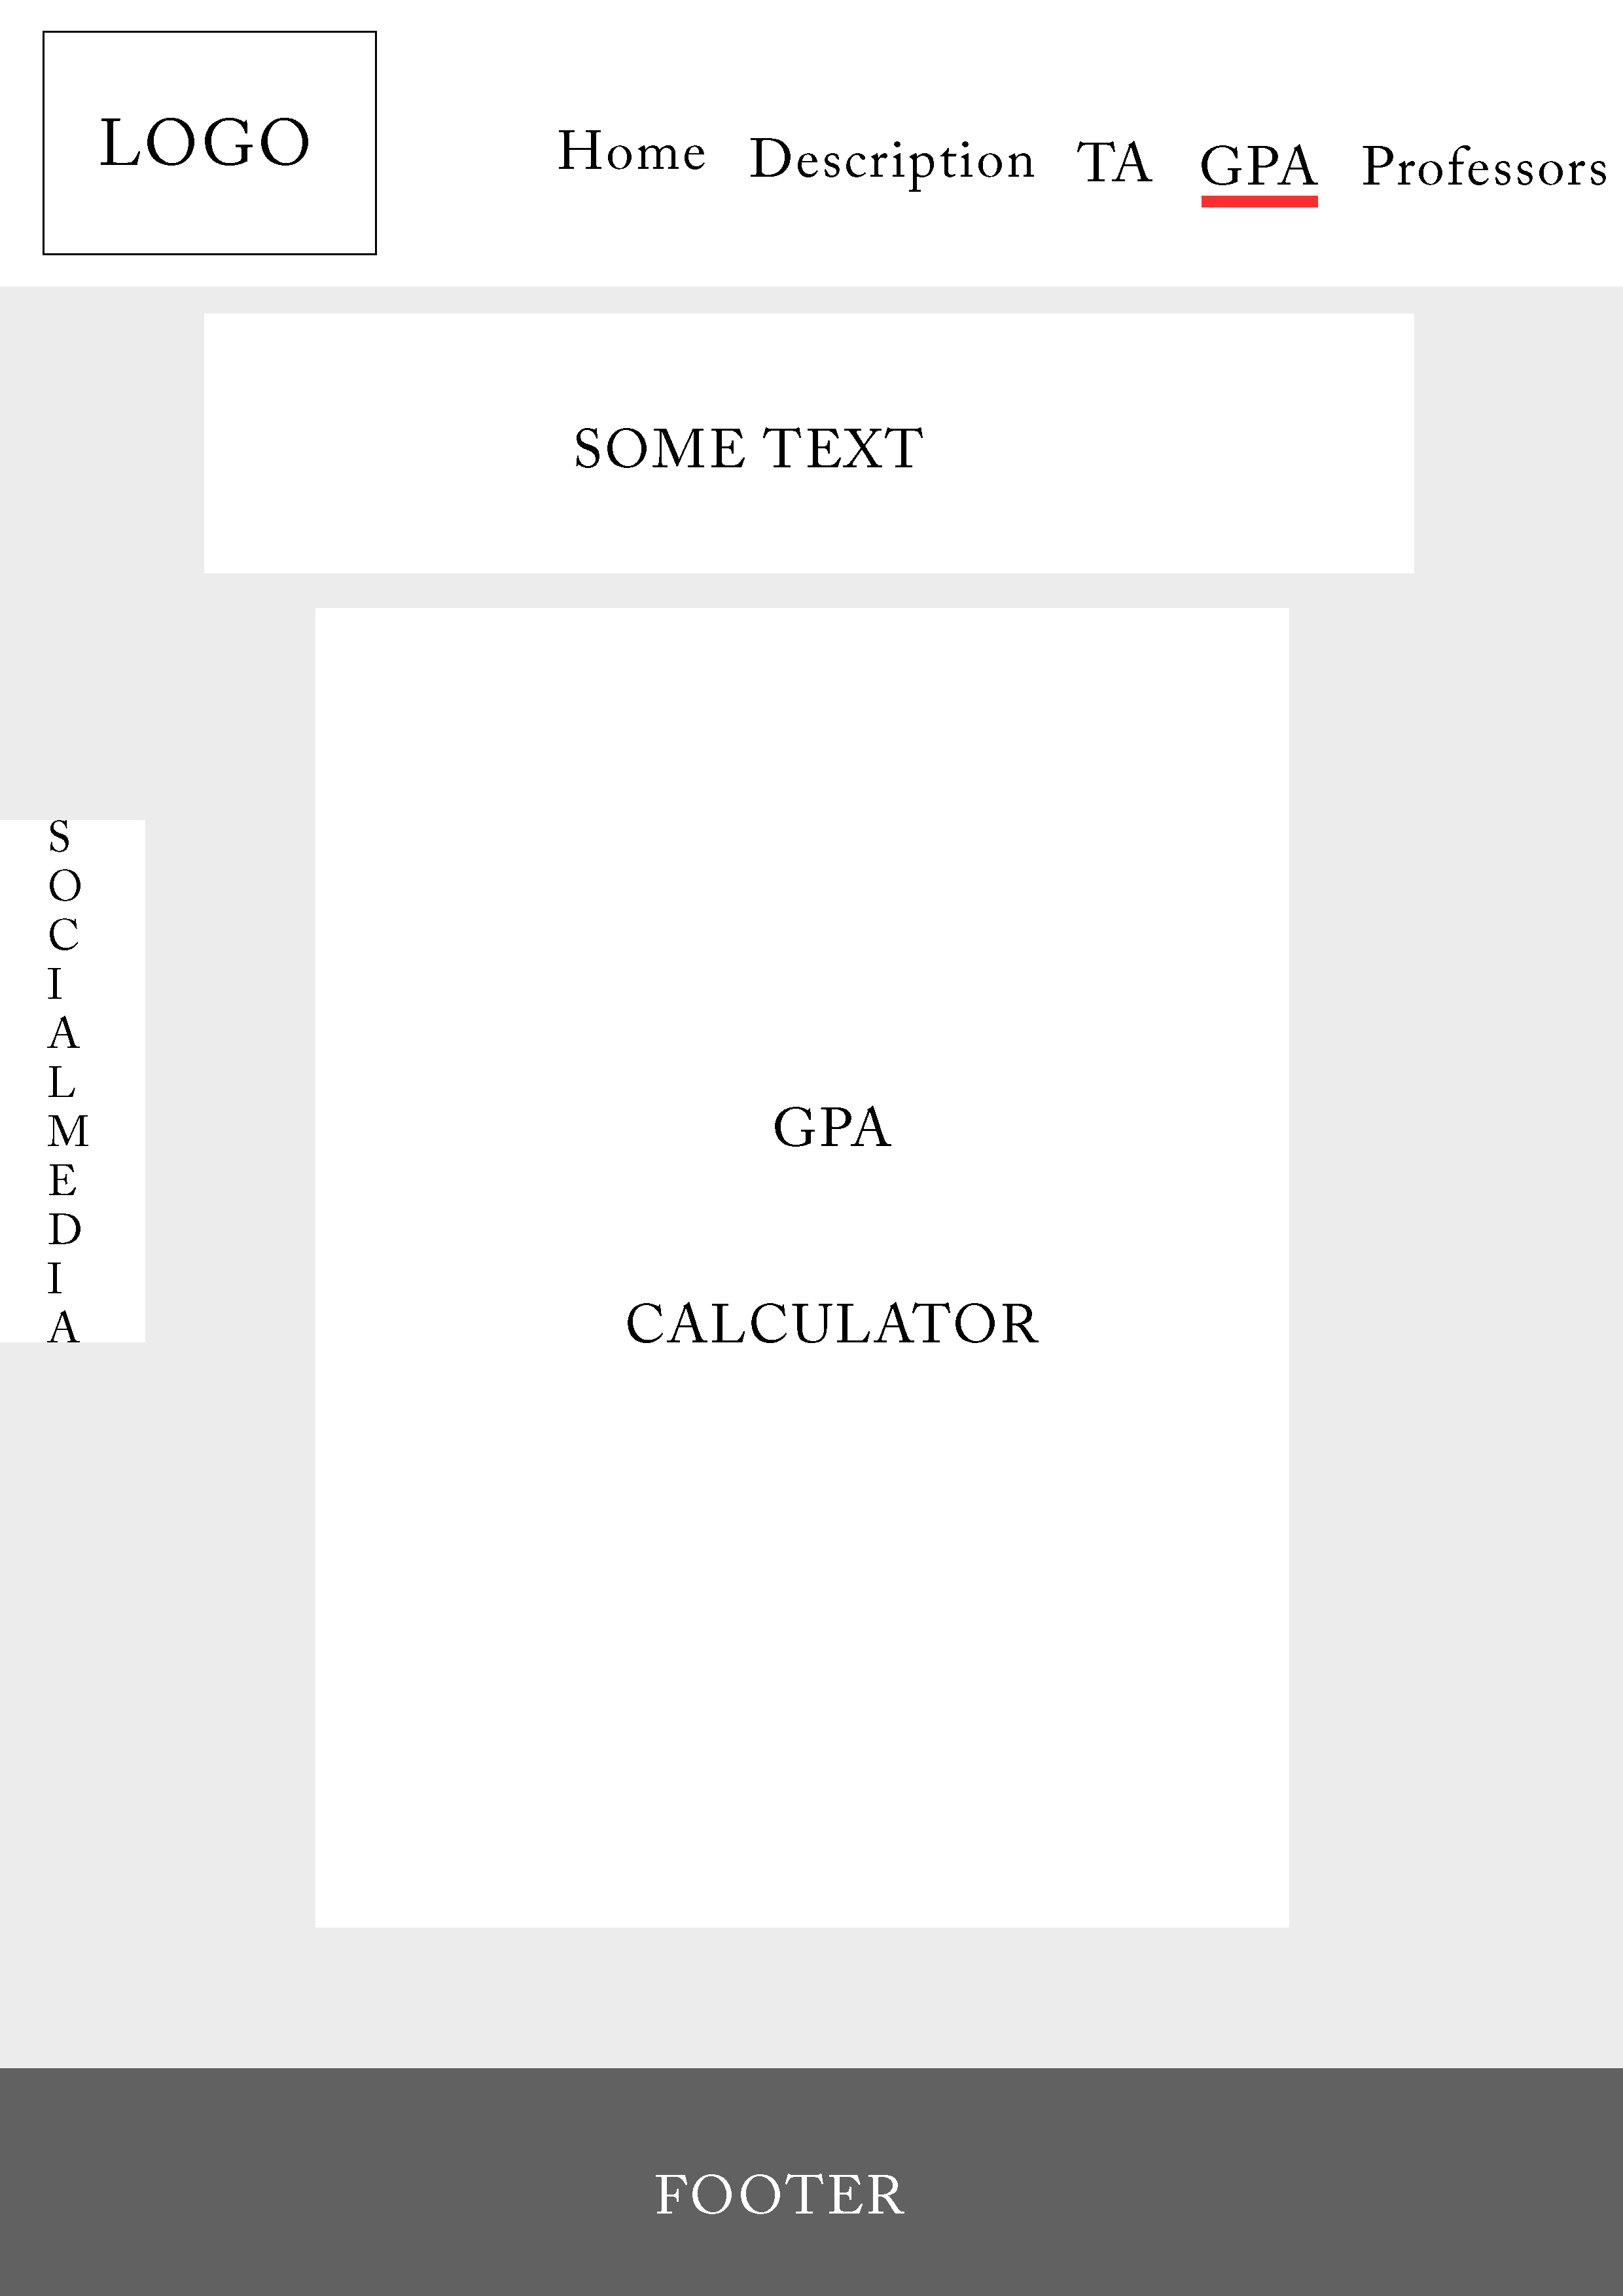 LOGO
Home Description TA GPA Professors
SOME TEXT
S
O
C
I
A
L
M
E
D
I
A
GPA
CALCULATOR
FOOTER